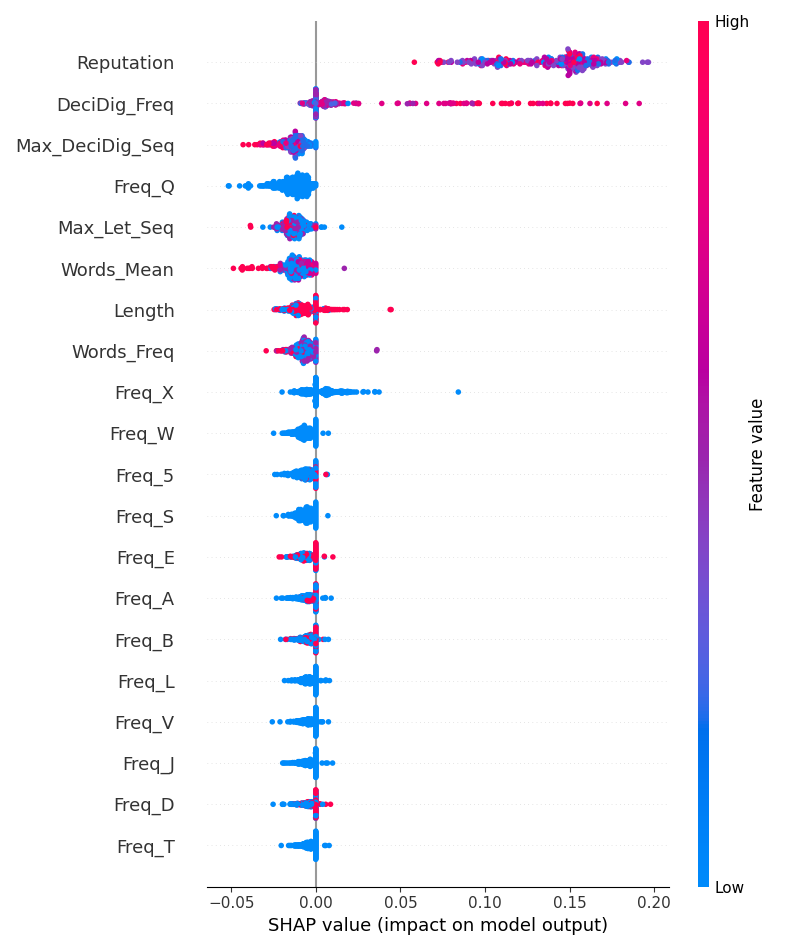 High
Reputation
DeciDig_Freq
Max_DeciDig_Seq
Freq_Q
Max_Let_Seq
Words_Mean
Length
Words_Freq
Freq_X
Freq_W
Freq_5
Freq_S
Freq_E
Freq_A
Freq_B
Freq_L
Freq_V
Freq_J
Freq_D
Freq_T
Feature value
Low
−0.05 0.00 0.05 0.10 0.15 0.20
SHAP value (impact on model output)